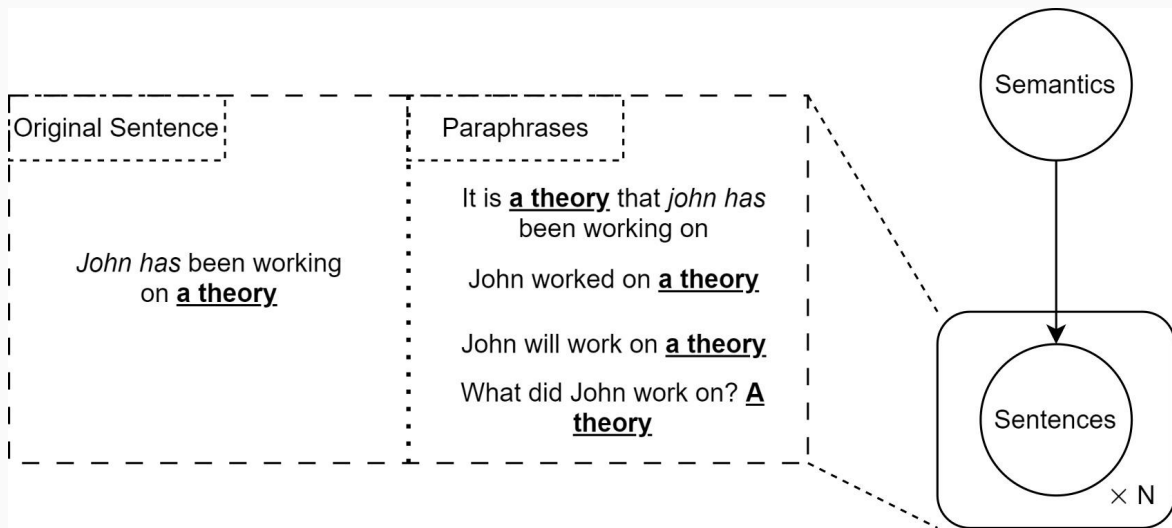 Semantics
Original Sentence
Paraphrases
John has been working
on a theory
It is a theory that john has
been working on
John worked on a theory
John will work on a theory
What did John work on? A
theory
Sentences
× N